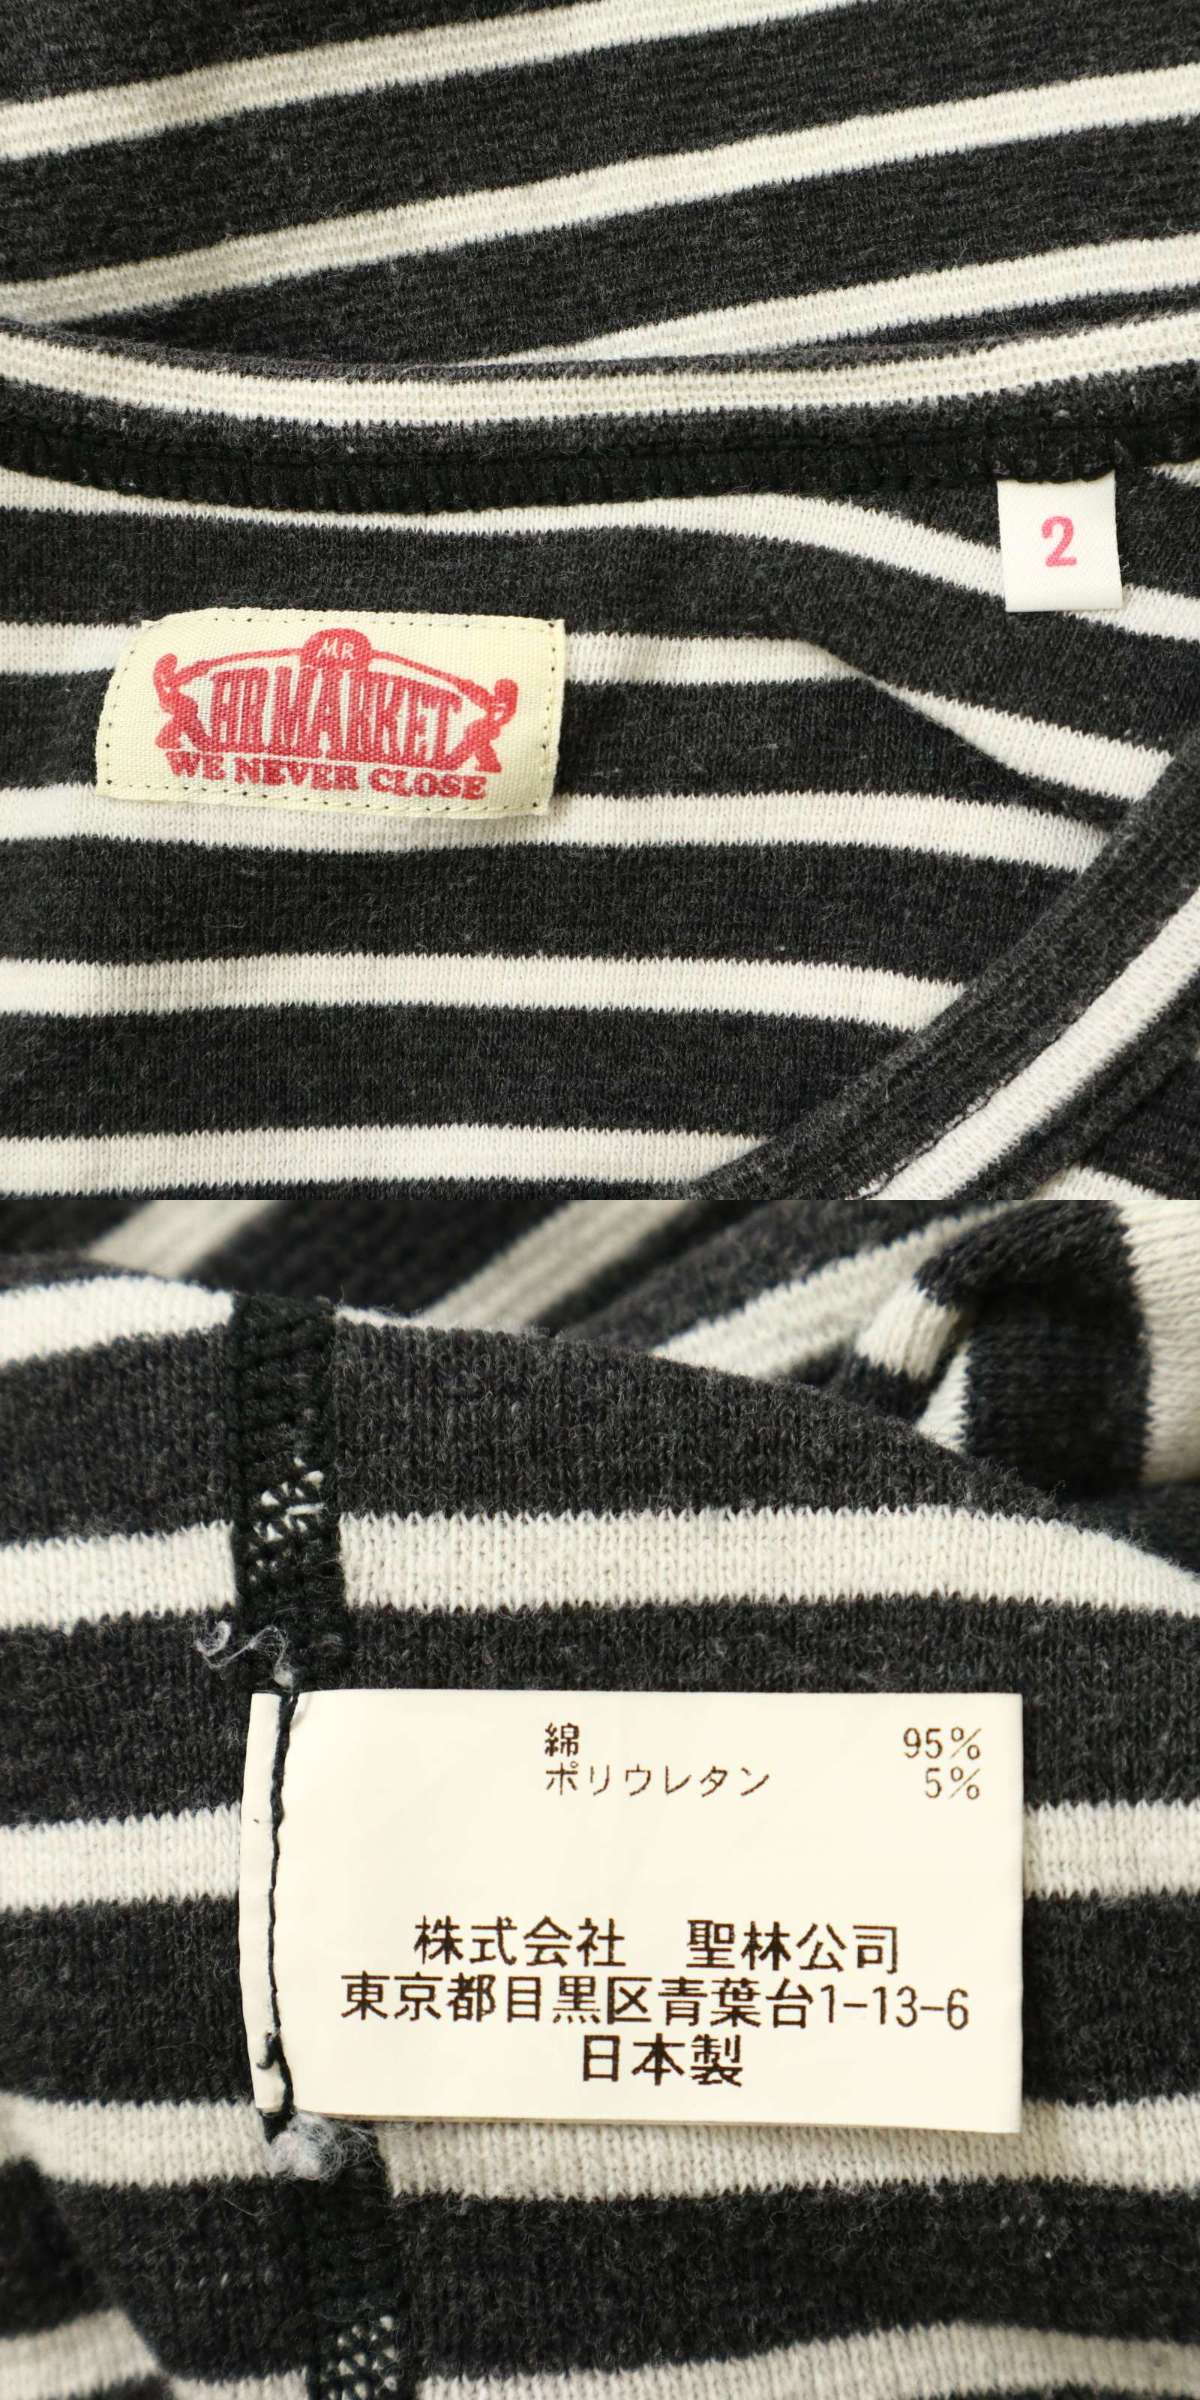 2
MR
HR MARKET
WE NEVER CLOSE
綿 95%
ポリウレタン 5%
株式会社 聖林公司
東京都目黒区青葉台1-13-6
日本製